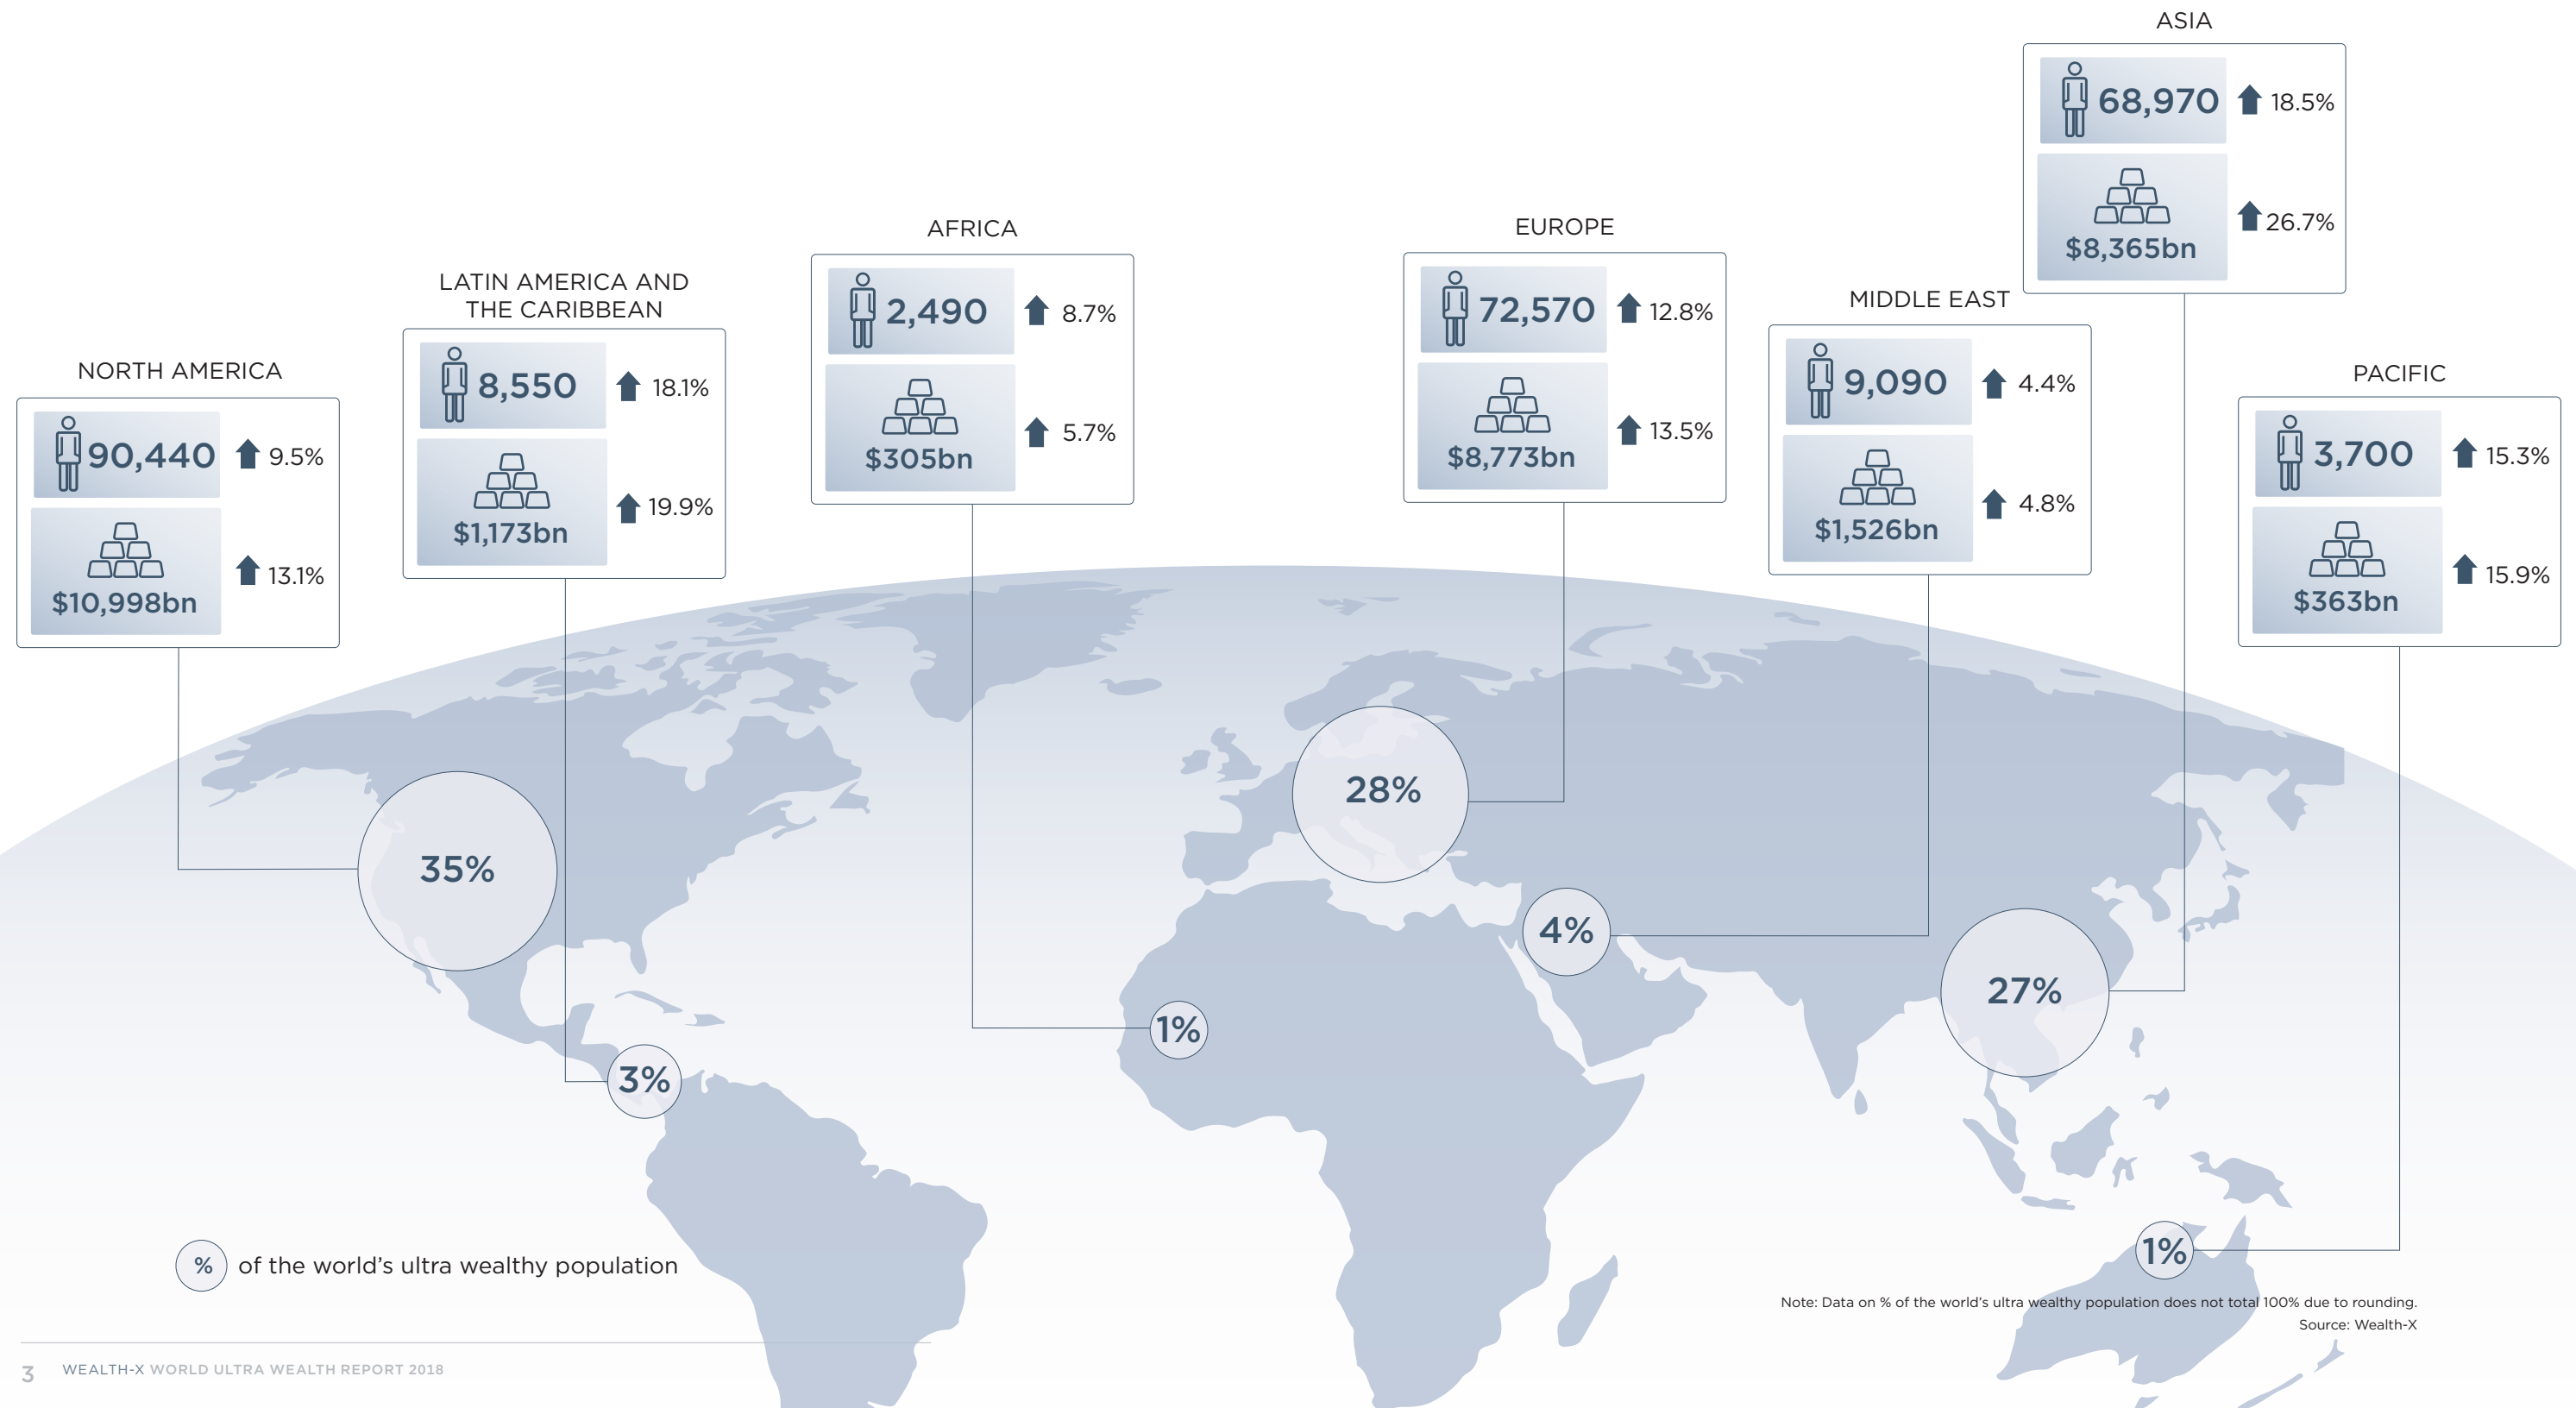 ASIA
68,970
18.5%
26.7%
$8,365bn
AFRICA
2,490
8.7%
5.7%
$305bn
EUROPE
72,570
12.8%
13.5%
$8,773bn
LATIN AMERICA AND
THE CARIBBEAN
8,550
18.1%
19.9%
$1,173bn
MIDDLE EAST
9,090
4.4%
4.8%
$1,526bn
NORTH AMERICA
90,440
9.5%
13.1%
$10,998bn
PACIFIC
3,700
15.3%
15.9%
$363bn
28%
35%
4%
27%
1%
3%
1%
% of the world’s ultra wealthy population
Note: Data on % of the world’s ultra wealthy population does not total 100% due to rounding.
Source: Wealth-X
3 WEALTH-X WORLD ULTRA WEALTH REPORT 2018